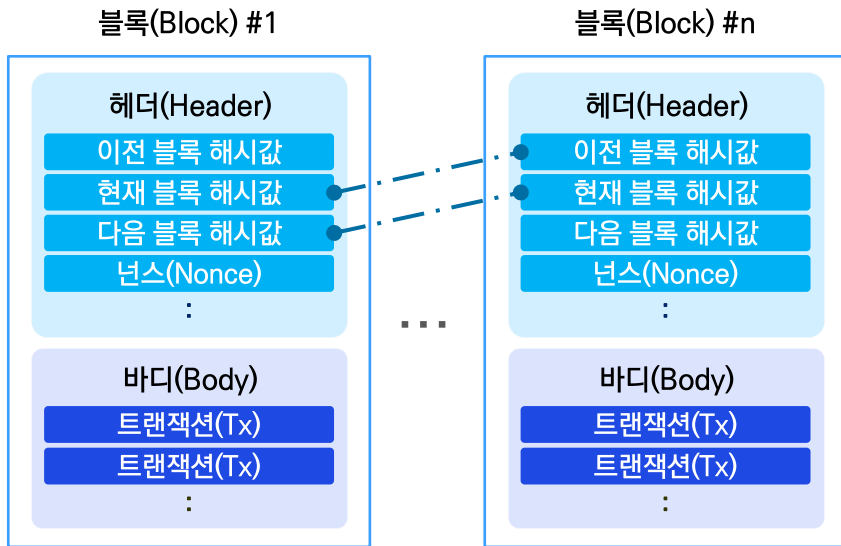 블록(Block) #1
헤더(Header)
이전 블록 해시값
현재 블록 해시값
다음 블록 해시값
넌스(Nonce)
:
바디(Body)
트랜잭션(Tx)
트랜잭션(Tx)
:
...
블록(Block) #n
헤더(Header)
이전 블록 해시값
현재 블록 해시값
다음 블록 해시값
넌스(Nonce)
:
바디(Body)
트랜잭션(Tx)
트랜잭션(Tx)
: